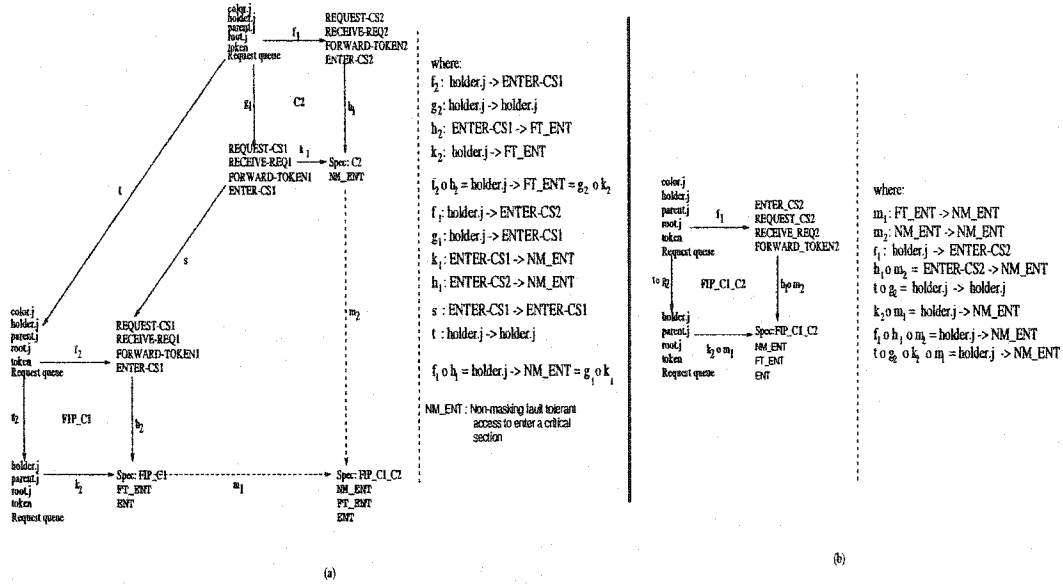 color.j
holder.j
parent.j
root.j
token
Request queue
f1
REQUEST-CS2
RECEIVE-REQ2
FORWARD-TOKEN2
ENTER-CS2
g1
C2
h1
REQUEST-CS1
RECEIVE-REQ1
FORWARD-TOKEN1
ENTER-CS1
k1
Spec: C2
NM_ENT
t
s
m2
color.j
holder.j
parent.j
root.j
token
Request queue
f2
REQUEST-CS1
RECEIVE-REQ1
FORWARD-TOKEN1
ENTER-CS1
g2
FIP_C1
h2
holder.j
parent.j
root.j
token
Request queue
k2
Spec: FIP_C1
FT_ENT
ENT
m1
Spec: FIP_C1_C2
NM_ENT
FT_ENT
ENT
where:
f2: holder.j -> ENTER-CS1
g2: holder.j -> holder.j
h2: ENTER-CS1 -> FT_ENT
k2: holder.j -> FT_ENT
f2 o h2 = holder.j -> FT_ENT = g2 o k2
f1: holder.j -> ENTER-CS2
g1: holder.j -> ENTER-CS1
k1: ENTER-CS1 -> NM_ENT
h1: ENTER-CS2 -> NM_ENT
s : ENTER-CS1 -> ENTER-CS1
t : holder.j -> holder.j
f1 o h1 = holder.j -> NM_ENT = g1 o k1
NM_ENT : Non-masking fault tolerant
access to enter a critical
section
(a)
color.j
holder.j
parent.j
root.j
token
Request queue
f1
ENTER_CS2
REQUEST_CS2
RECEIVE_REQ2
FORWARD_TOKEN2
t o g2
FIP_C1_C2
h1 o m2
holder.j
parent.j
root.j
token
Request queue
k2 o m1
Spec:FIP_C1_C2
NM_ENT
FT_ENT
ENT
where:
m1: FT_ENT -> NM_ENT
m2: NM_ENT -> NM_ENT
f1: holder.j -> ENTER-CS2
h1 o m2 = ENTER-CS2 -> NM_ENT
t o g2 = holder.j -> holder.j
k2 o m1 = holder.j -> NM_ENT
f1 o h1 o m2 = holder.j -> NM_ENT
t o g2 o k2 o m1 = holder.j -> NM_ENT
(b)